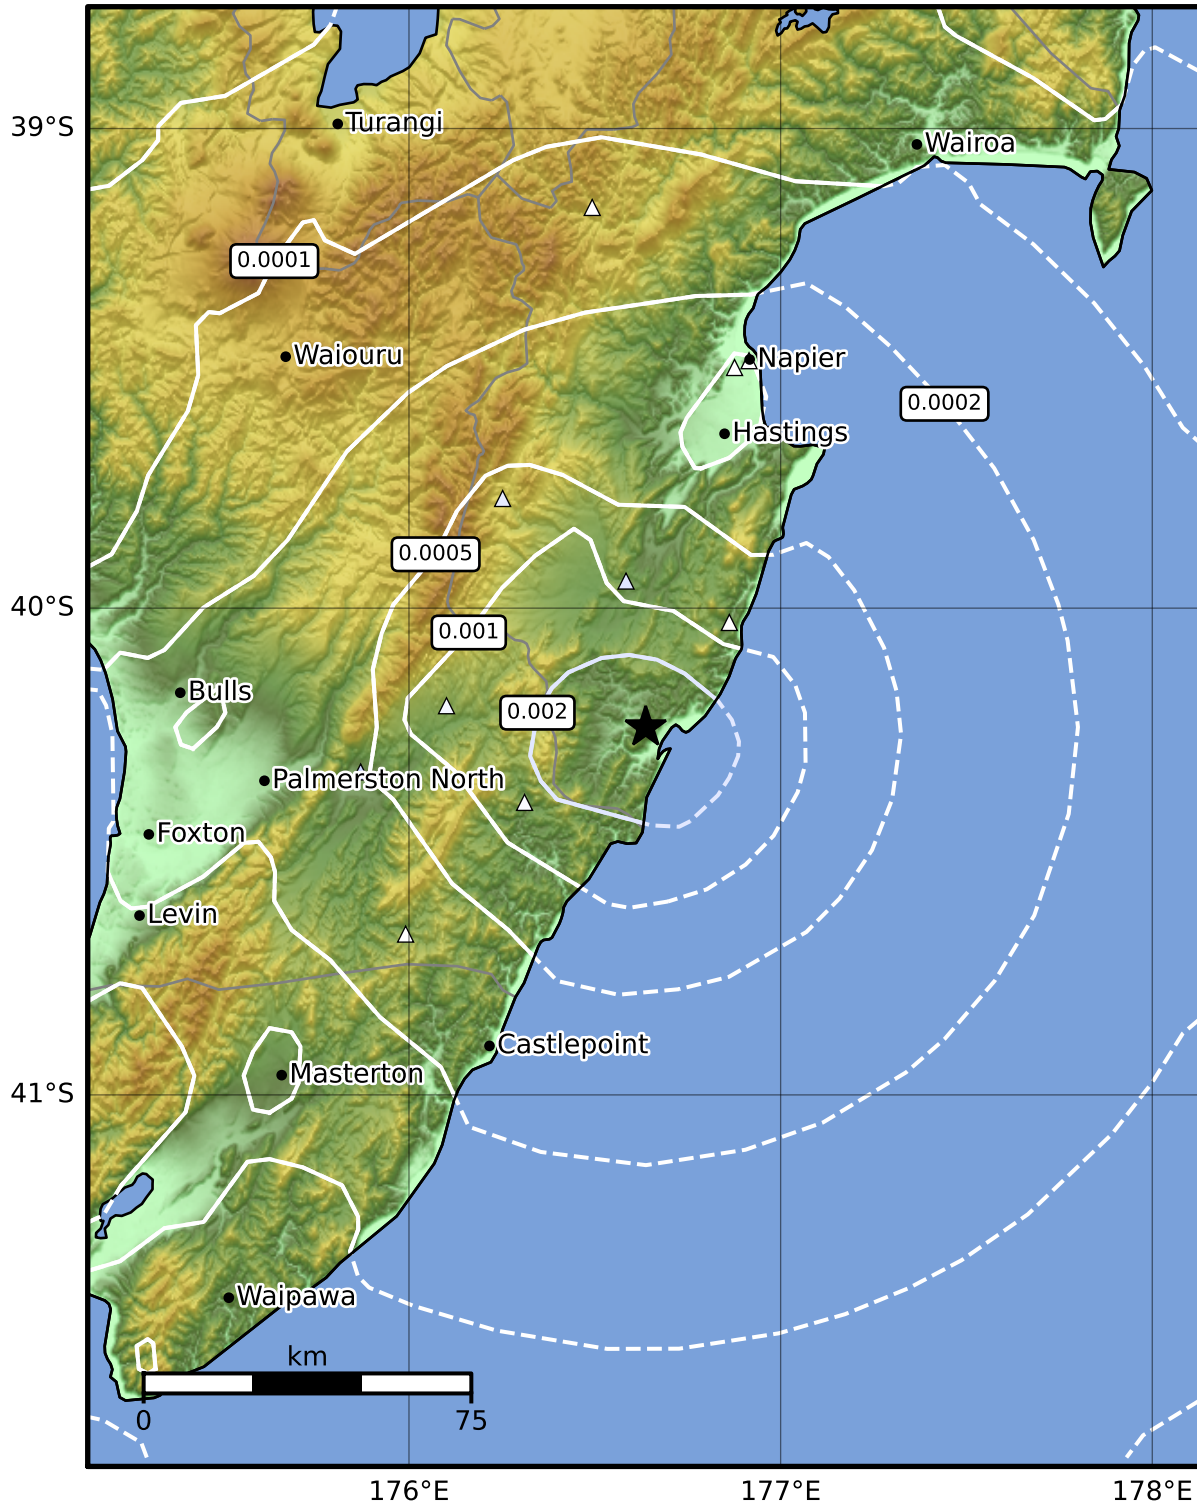 39°S
Turangi
Wairoa
0.0001
Waiouru
Napier
0.0002
Hastings
0.0005
40°S
0.001
Bulls
0.002
Palmerston North
Foxton
Levin
Castlepoint
Masterton
41°S
Waipawa
km
0 75
176°E 177°E 178°E